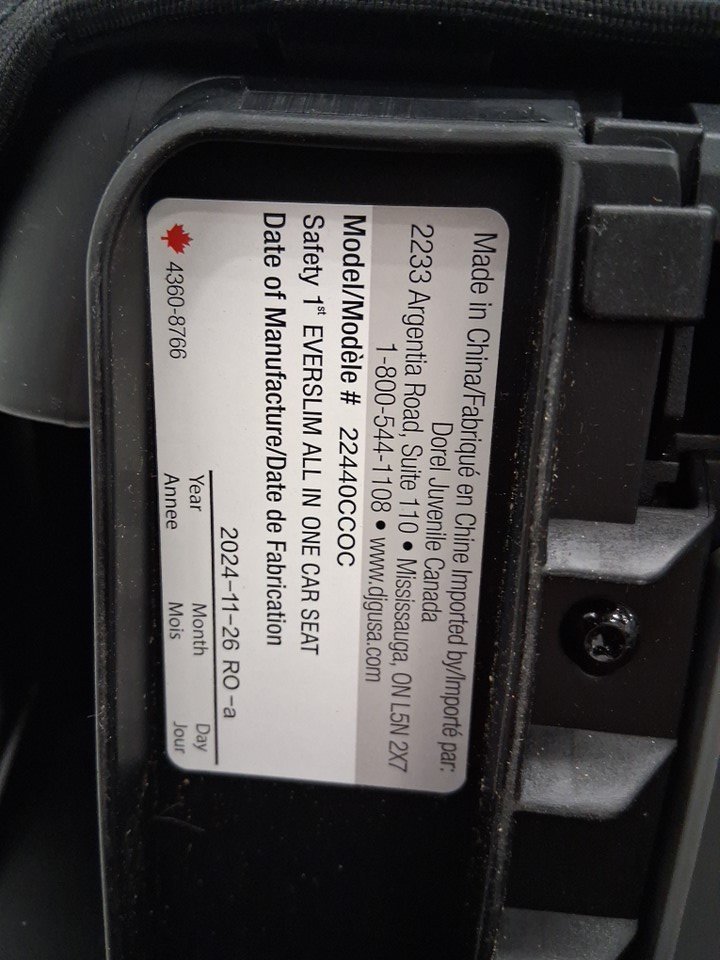 Made in China/Fabriqué en Chine Imported by/Importé par:
Dorel Juvenile Canada
2233 Argentia Road, Suite 110 • Mississauga, ON L5N 2X7
1-800-544-1108 • www.djgusa.com
Model/Modèle # 22440CCOC
Safety 1st EVERSLIM ALL IN ONE CAR SEAT
Date of Manufacture/Date de Fabrication
2024-11-26 RO-a
Year Month Day
Annee Mois Jour
4360-8766